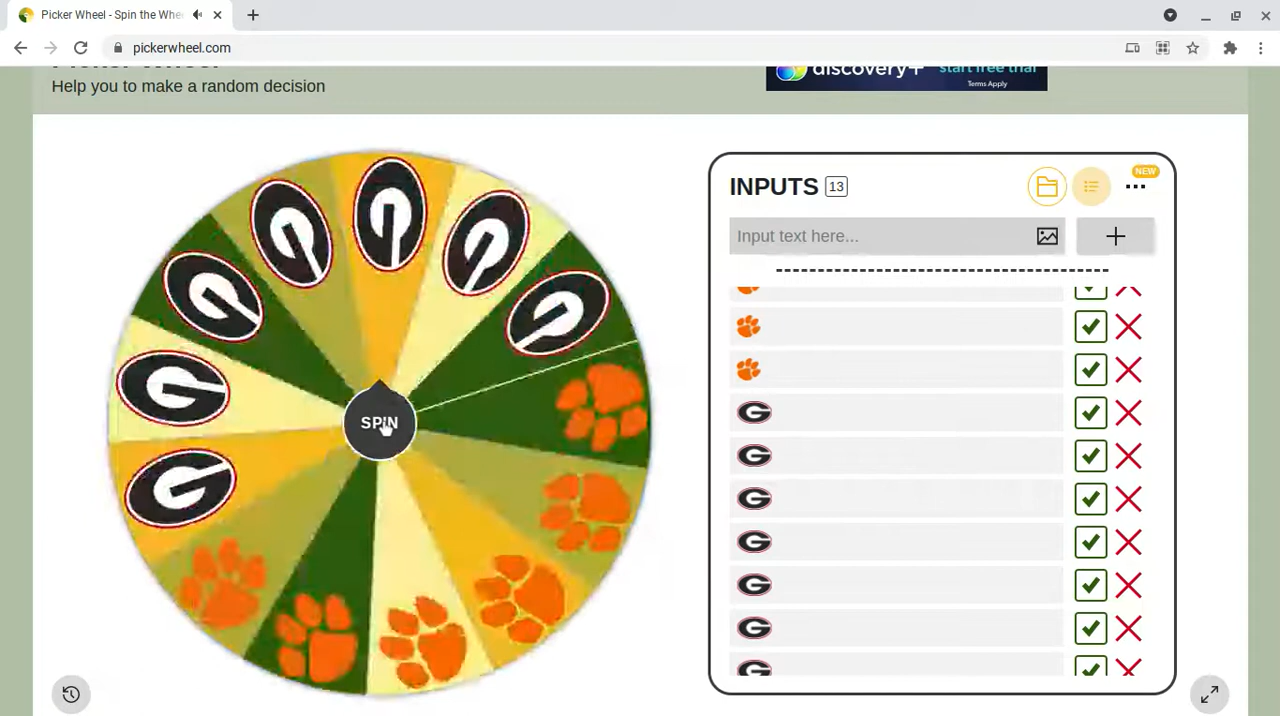 Picker Wheel - Spin the Whe
pickerwheel.com
Help you to make a random decision
discovery+
start free trial
Terms Apply
INPUTS 13
NEW
Input text here...
SPIN